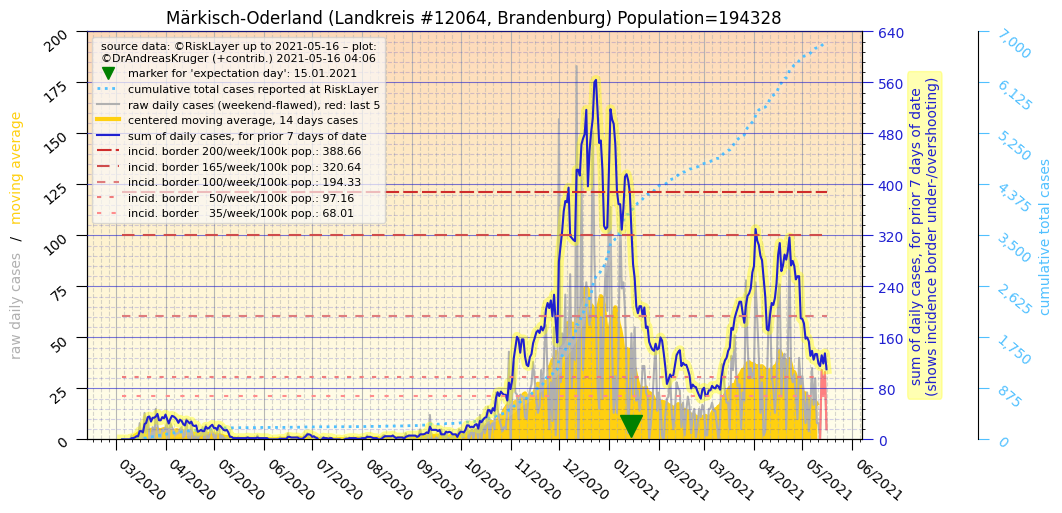 Märkisch-Oderland (Landkreis #12064, Brandenburg) Population=194328
source data: ©RiskLayer up to 2021-05-16 – plot:
©DrAndreasKruger (+contrib.) 2021-05-16 04:06
marker for 'expectation day': 15.01.2021
cumulative total cases reported at RiskLayer
raw daily cases (weekend-flawed), red: last 5
centered moving average, 14 days cases
sum of daily cases, for prior 7 days of date
incid. border 200/week/100k pop.: 388.66
incid. border 165/week/100k pop.: 320.64
incid. border 100/week/100k pop.: 194.33
incid. border   50/week/100k pop.: 97.16
incid. border   35/week/100k pop.: 68.01
raw daily cases / moving average
200
175
150
125
100
75
50
25
0
03/2020
04/2020
05/2020
06/2020
07/2020
08/2020
09/2020
10/2020
11/2020
12/2020
01/2021
02/2021
03/2021
04/2021
05/2021
06/2021
640
560
480
400
320
240
160
80
0
sum of daily cases, for prior 7 days of date
(shows incidence border under-/overshooting)
7,000
6,125
5,250
4,375
3,500
2,625
1,750
875
0
cumulative total cases